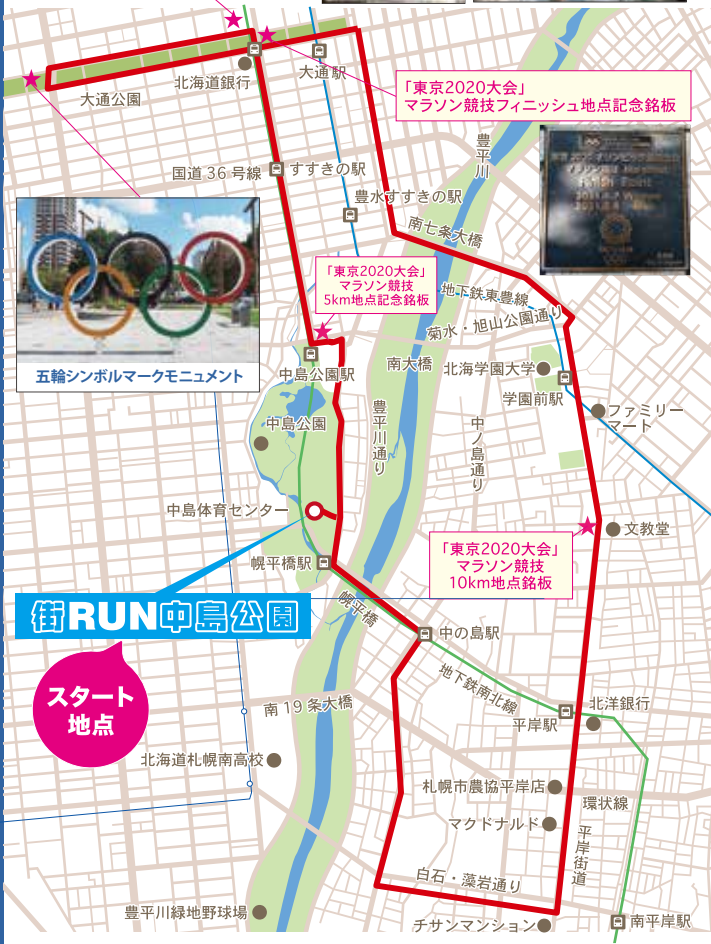 大通公園
北海道銀行
大通駅
「東京2020大会」
マラソン競技フィニッシュ地点記念銘板
国道36号線
すすきの駅
豊水すすきの駅
豊平川
南七条大橋
「東京2020大会」
マラソン競技
5km地点記念銘板
地下鉄東豊線
菊水・旭山公園通り
五輪シンボルマークモニュメント
中島公園駅
南大橋
北海学園大学
学園前駅
中島公園
豊平川通り
中ノ島通り
ファミリー
マート
中島体育センター
文教堂
「東京2020大会」
マラソン競技
10km地点銘板
幌平橋駅
幌平橋
街RUN中島公園
中の島駅
スタート
地点
地下鉄南北線
南19条大橋
北洋銀行
平岸駅
北海道札幌南高校
札幌市農協平岸店
環状線
マクドナルド
平岸街道
白石・藻岩通り
豊平川緑地野球場
チサンマンション
南平岸駅